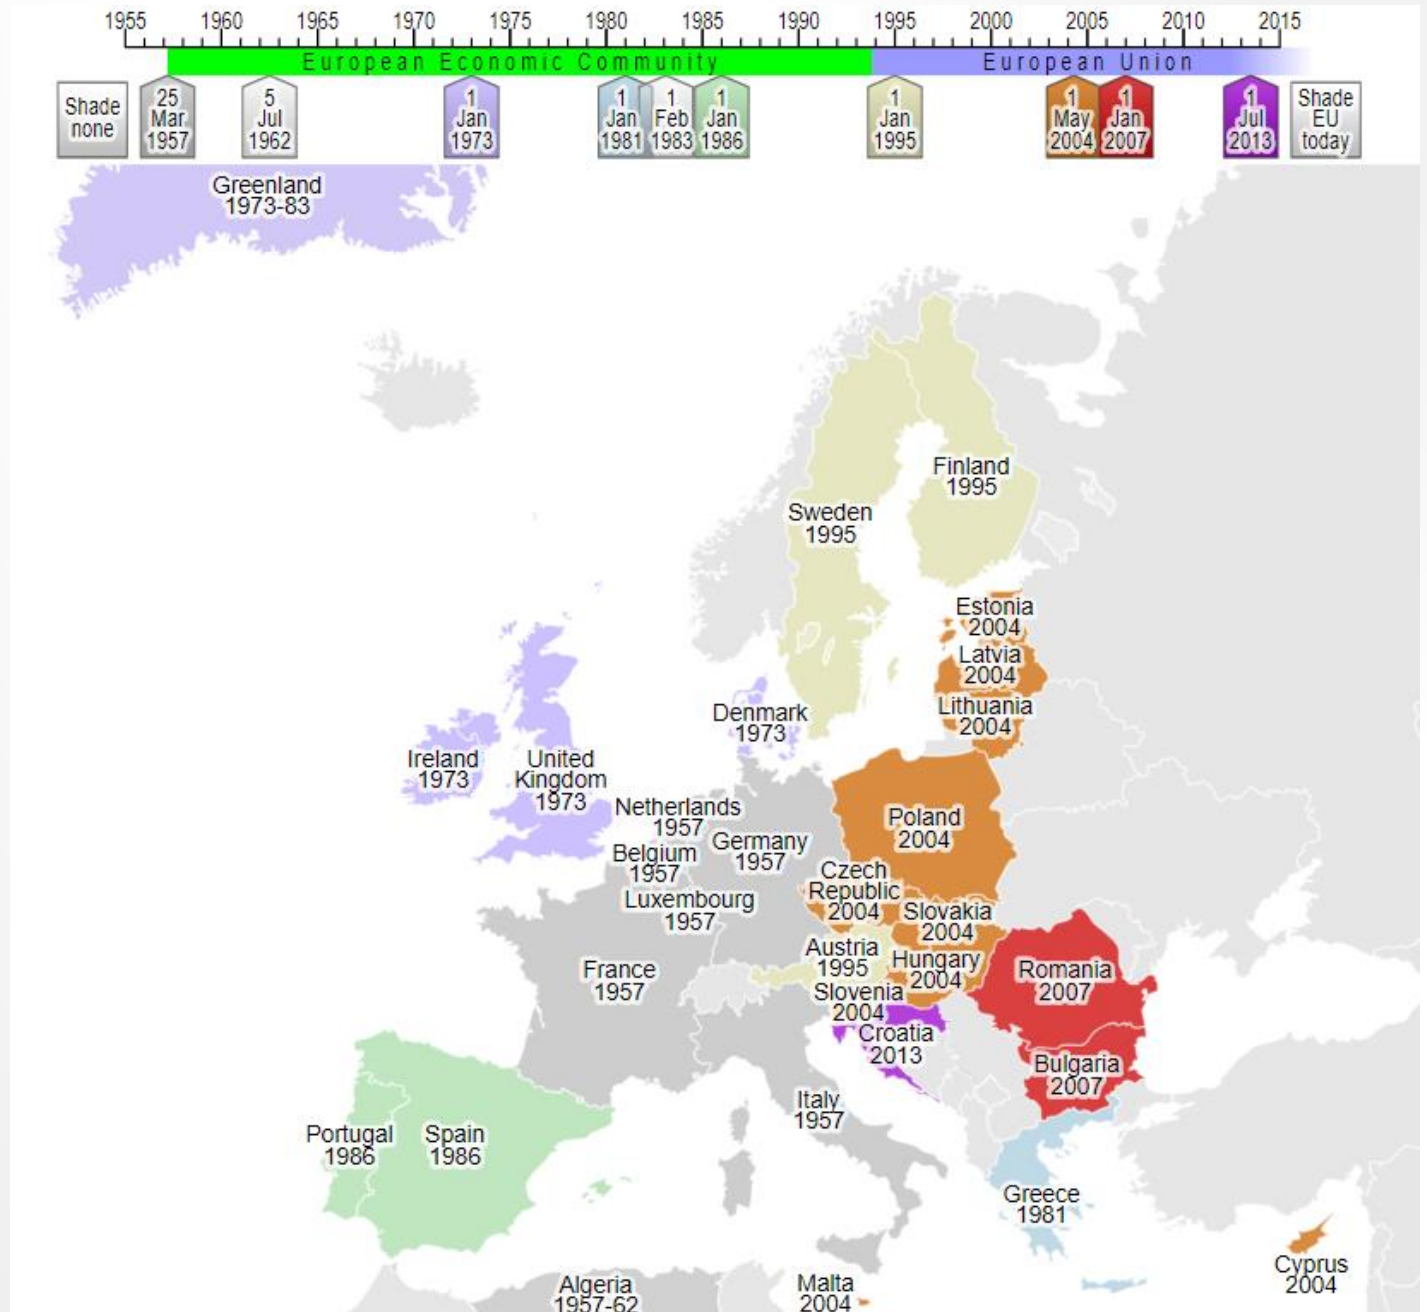 1955 1960 1965 1970 1975 1980 1985 1990 1995 2000 2005 2010 2015
European Economic Community
European Union
Shade
none
25
Mar
1957
5
Jul
1962
1
Jan
1973
1
Jan
1981
1
Feb
1983
1
Jan
1986
1
Jan
1995
1
May
2004
1
Jan
2007
1
Jul
2013
Shade
EU
today
Greenland
1973-83
Finland
1995
Sweden
1995
Estonia
2004
Latvia
2004
Lithuania
2004
Denmark
1973
Ireland
1973
United
Kingdom
1973
Netherlands
1957
Germany
1957
Poland
2004
Belgium
1957
Czech
Republic
2004
Luxembourg
1957
Slovakia
2004
Austria
1995
Hungary
2004
France
1957
Romania
2007
Slovenia
2004
Croatia
2013
Bulgaria
2007
Italy
1957
Portugal
1986
Spain
1986
Greece
1981
Cyprus
2004
Algeria
1957-62
Malta
2004